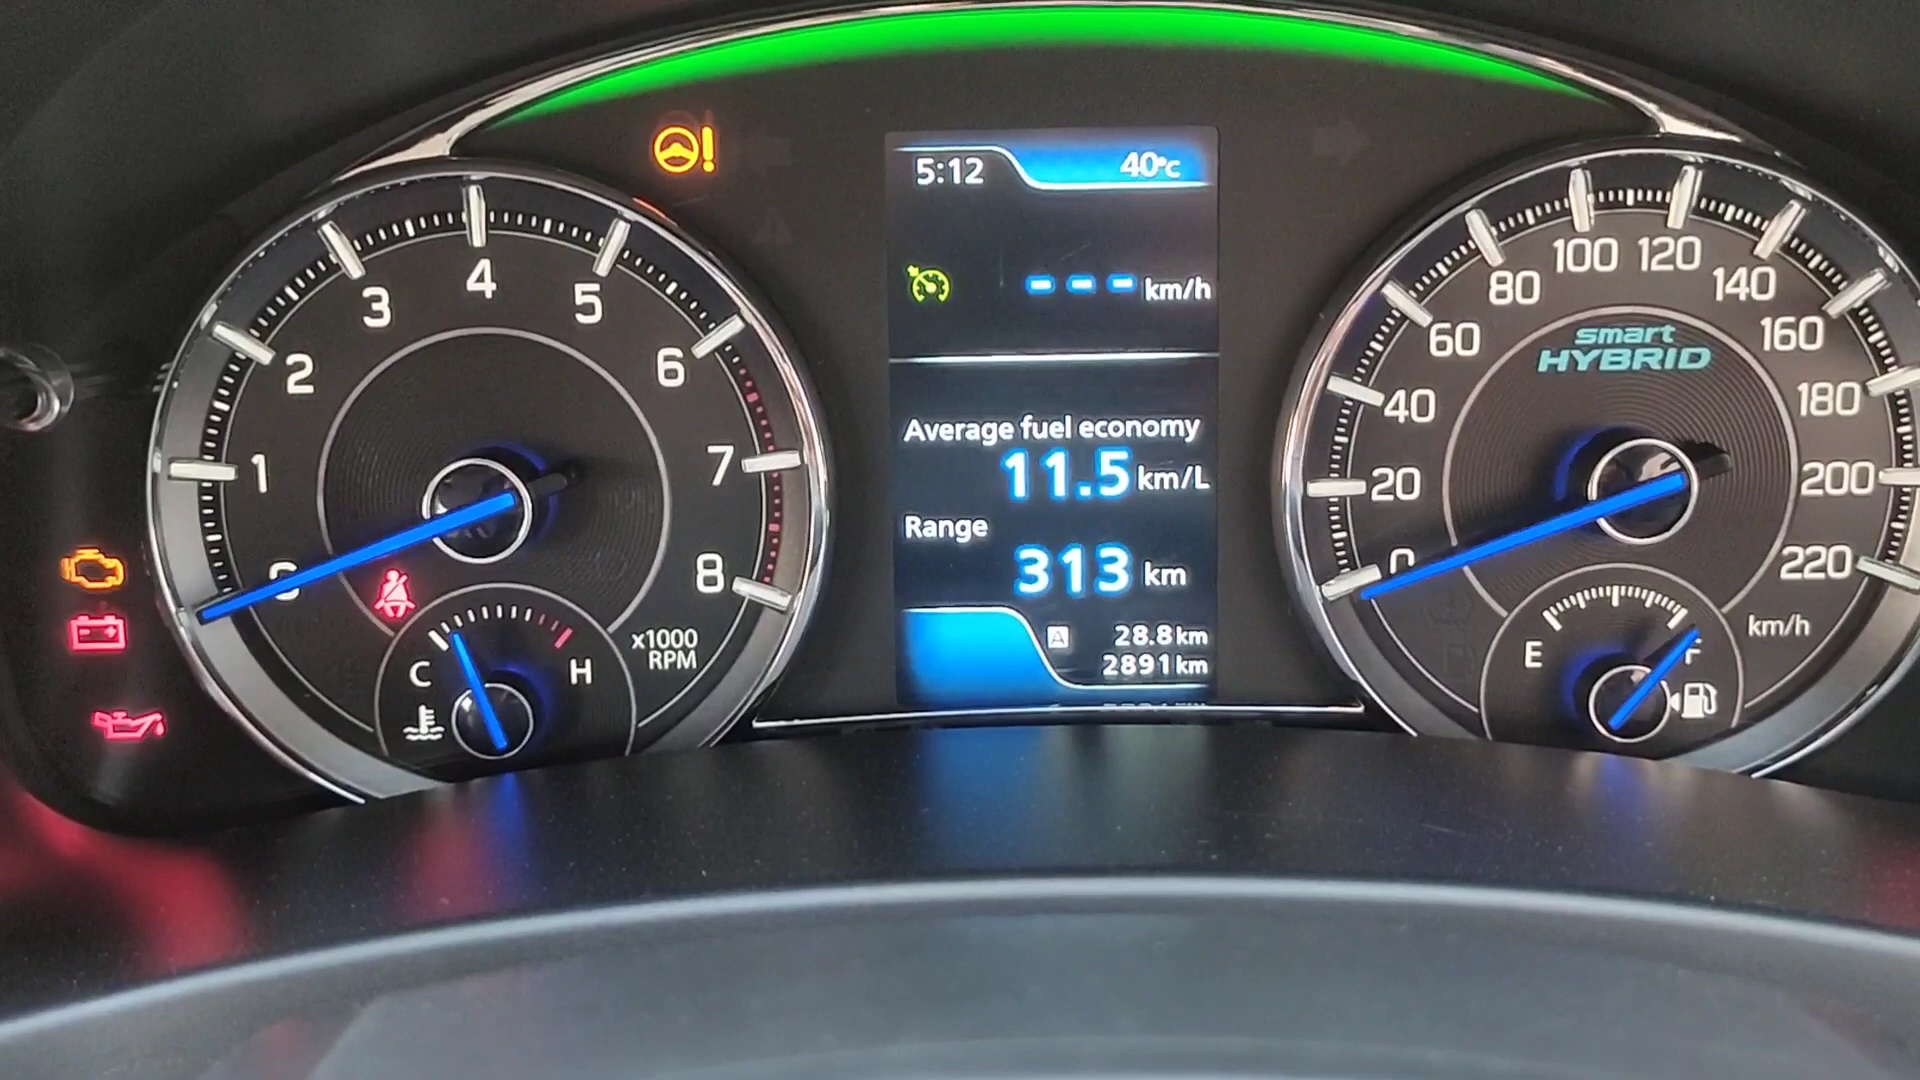 5:12 40°C
--- km/h
Average fuel economy
11.5 km/L
Range
313 km
A 28.8 km
2891 km
0
1
2
3
4
5
6
7
8
x1000
RPM
C
H
smart
HYBRID
0
20
40
60
80
100
120
140
160
180
200
220
km/h
E
F